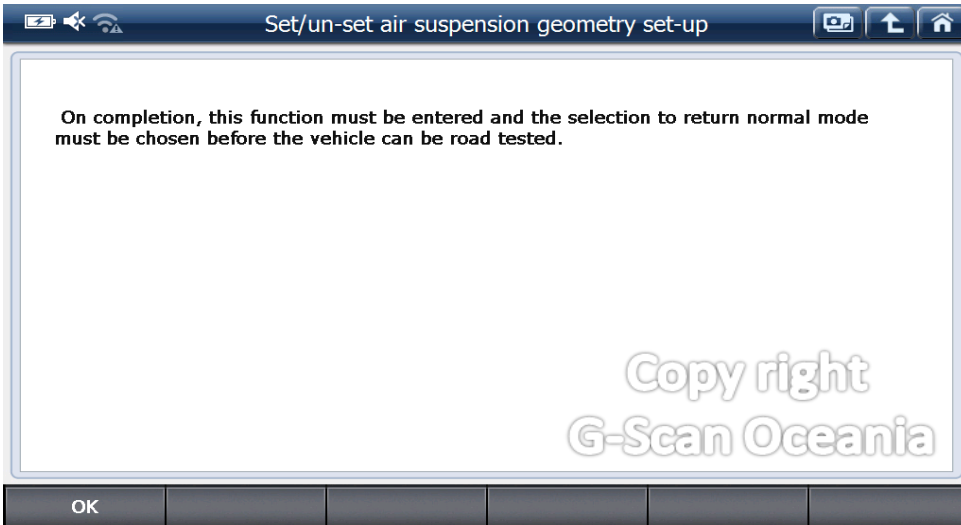 Set/un-set air suspension geometry set-up
On completion, this function must be entered and the selection to return normal mode
must be chosen before the vehicle can be road tested.
Copy right
G-Scan Oceania
OK